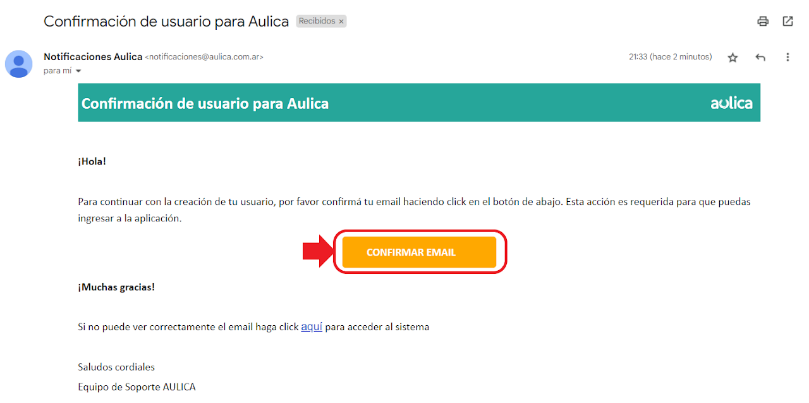 Confirmación de usuario para Aulica Recibidos ×
Notificaciones Aulica <notificaciones@aulica.com.ar> 21:33 (hace 2 minutos)
para mí
Confirmación de usuario para Aulica aulica
¡Hola!
Para continuar con la creación de tu usuario, por favor confirmá tu email haciendo click en el botón de abajo. Esta acción es requerida para que puedas
ingresar a la aplicación.
CONFIRMAR EMAIL
¡Muchas gracias!
Si no puede ver correctamente el email haga click aquí para acceder al sistema
Saludos cordiales
Equipo de Soporte AULICA